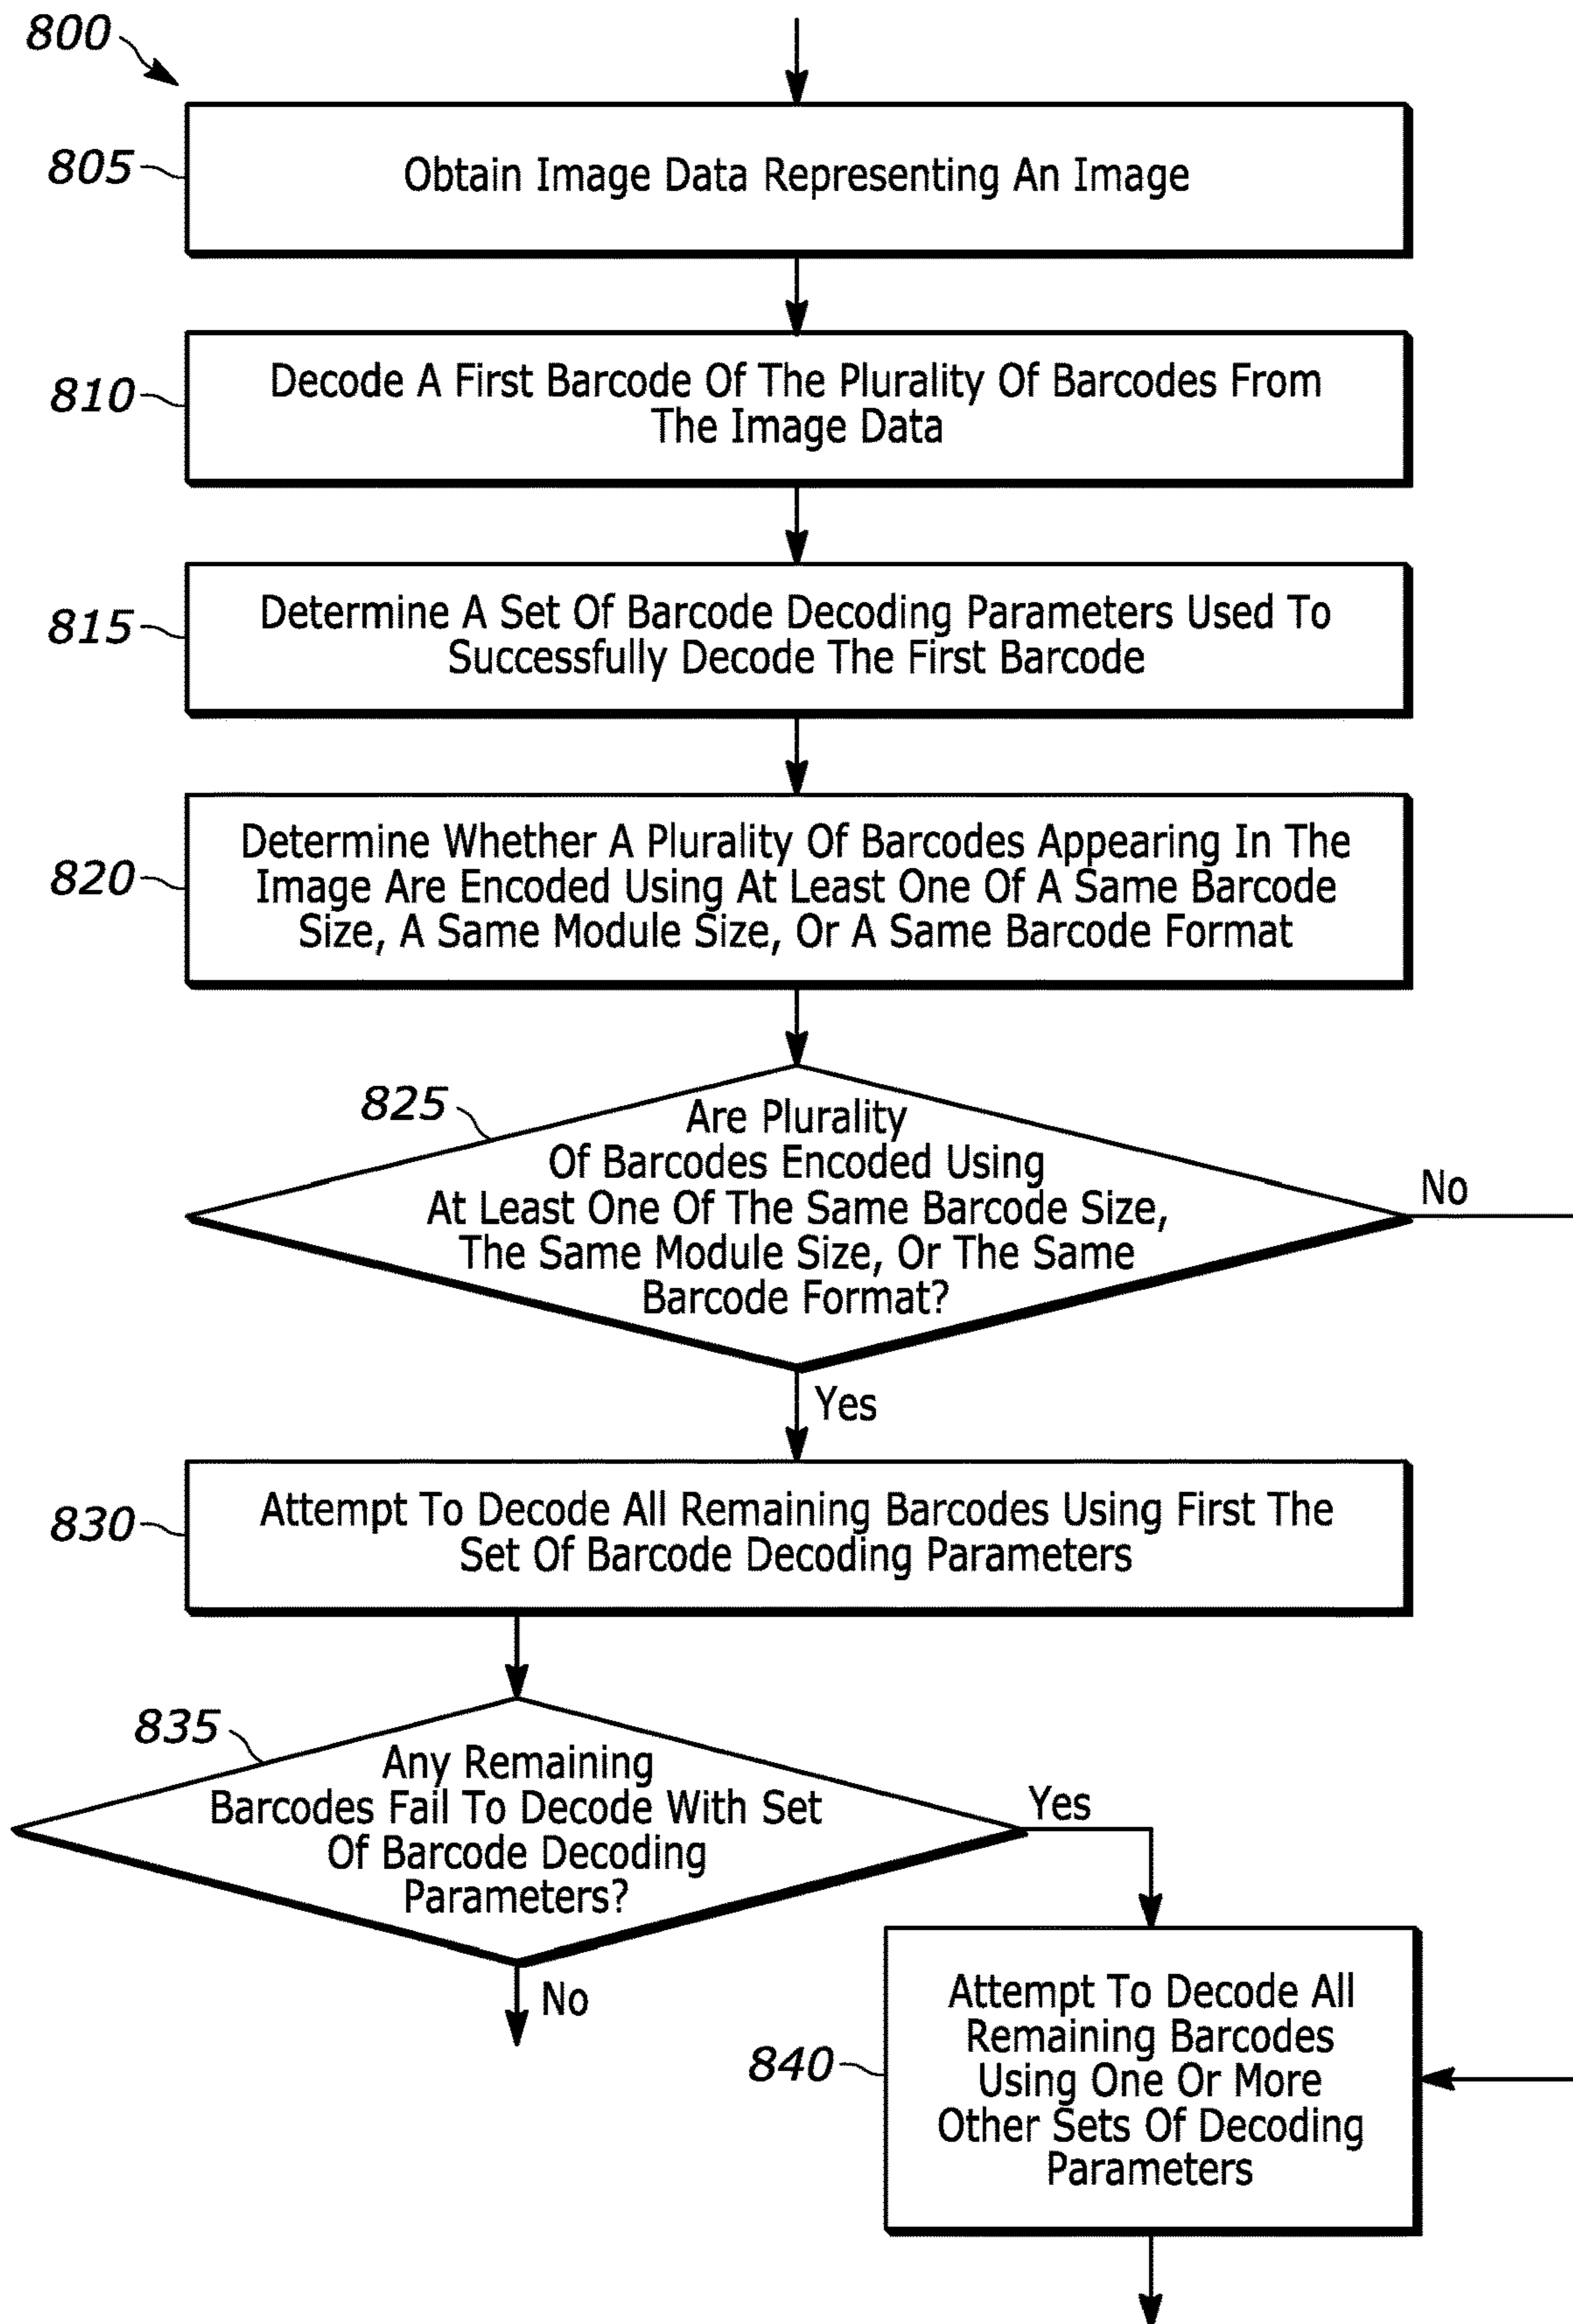 800
805
Obtain Image Data Representing An Image
810
Decode A First Barcode Of The Plurality Of Barcodes From
The Image Data
815
Determine A Set Of Barcode Decoding Parameters Used To
Successfully Decode The First Barcode
820
Determine Whether A Plurality Of Barcodes Appearing In The
Image Are Encoded Using At Least One Of A Same Barcode
Size, A Same Module Size, Or A Same Barcode Format
825
Are Plurality
Of Barcodes Encoded Using
At Least One Of The Same Barcode Size,
The Same Module Size, Or The Same
Barcode Format?
No
Yes
830
Attempt To Decode All Remaining Barcodes Using First The
Set Of Barcode Decoding Parameters
835
Any Remaining
Barcodes Fail To Decode With Set
Of Barcode Decoding
Parameters?
Yes
No
840
Attempt To Decode All
Remaining Barcodes
Using One Or More
Other Sets Of Decoding
Parameters